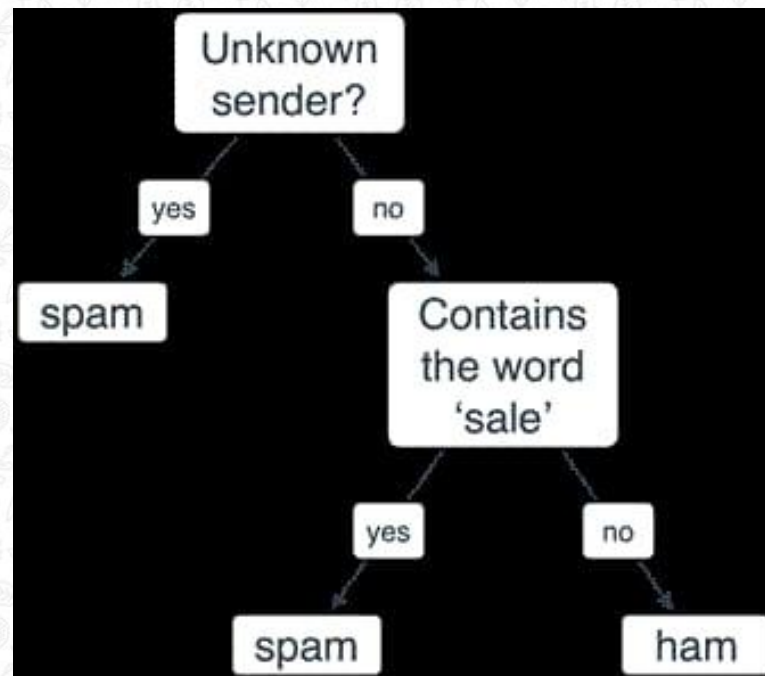 Unknown
sender?
yes
no
spam
Contains
the word
‘sale’
yes
no
spam
ham